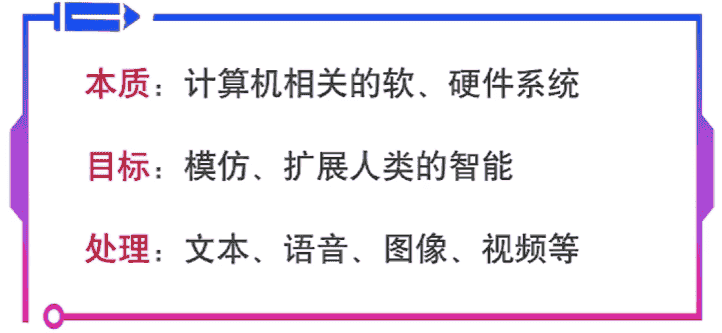 本质：计算机相关的软、硬件系统
目标：模仿、扩展人类的智能
处理：文本、语音、图像、视频等